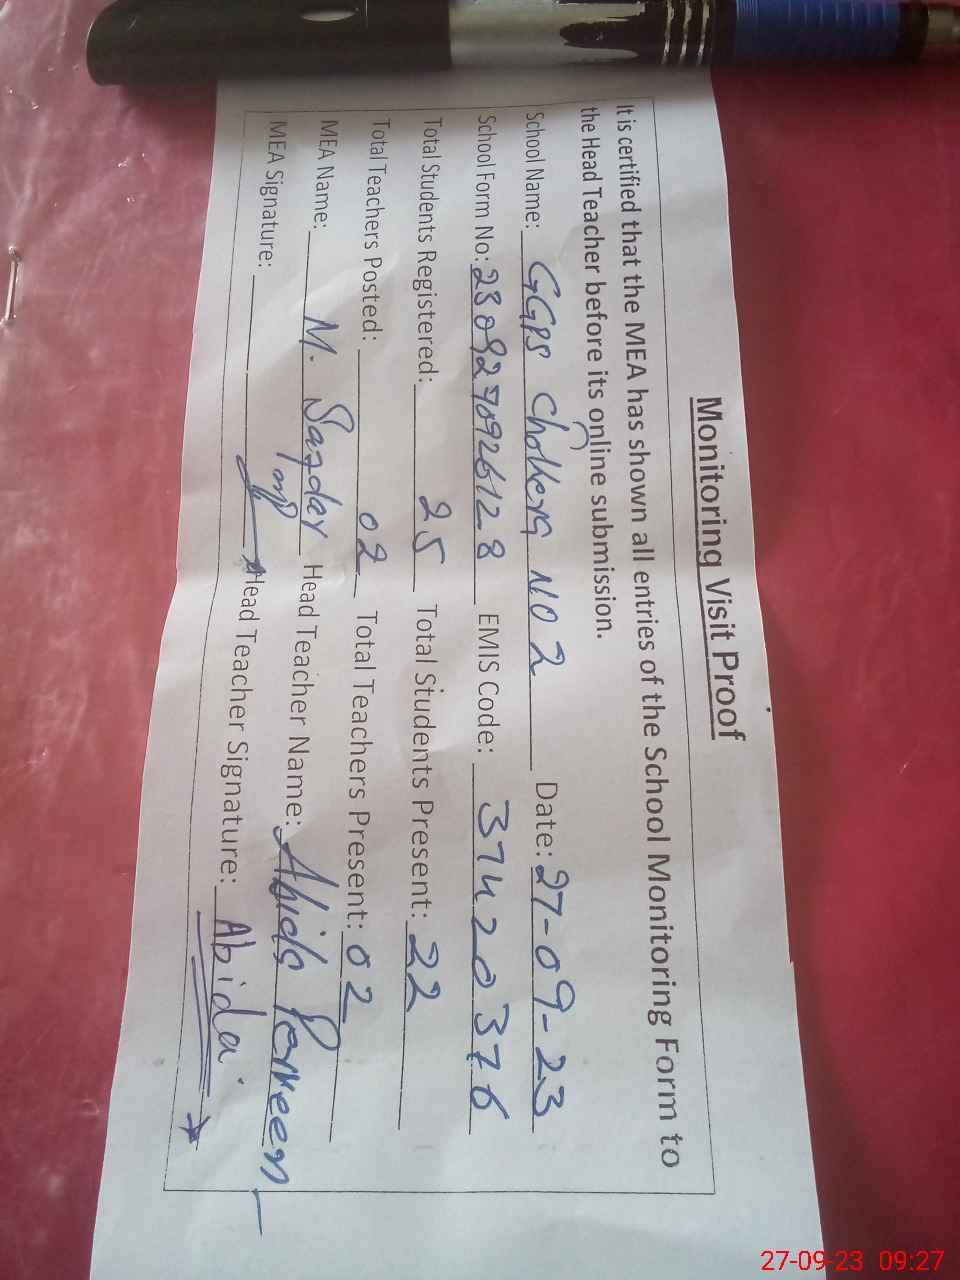 Monitoring Visit Proof
It is certified that the MEA has shown all entries of the School Monitoring Form to
the Head Teacher before its online submission.
School Name: GGPS Chokera NO 2 Date: 27-09-23
School Form No: EMIS Code: 37420376
Total Students Registered: 25 Total Students Present: 22
Total Teachers Posted: 02 Total Teachers Present: 02
MEA Name: M. Safdar Head Teacher Name: Abida Perveen
MEA Signature: Head Teacher Signature: Abida
27-09-23 09:27